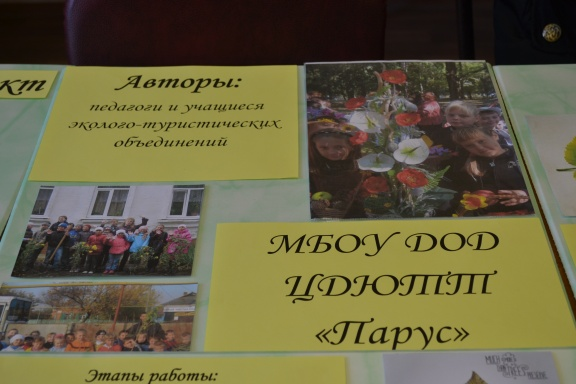 кт
Авторы:
педагоги и учащиеся
эколого-туристических
объединений
МБОУ ДОД
ЦДЮТТ
«Парус»
Этапы работы: